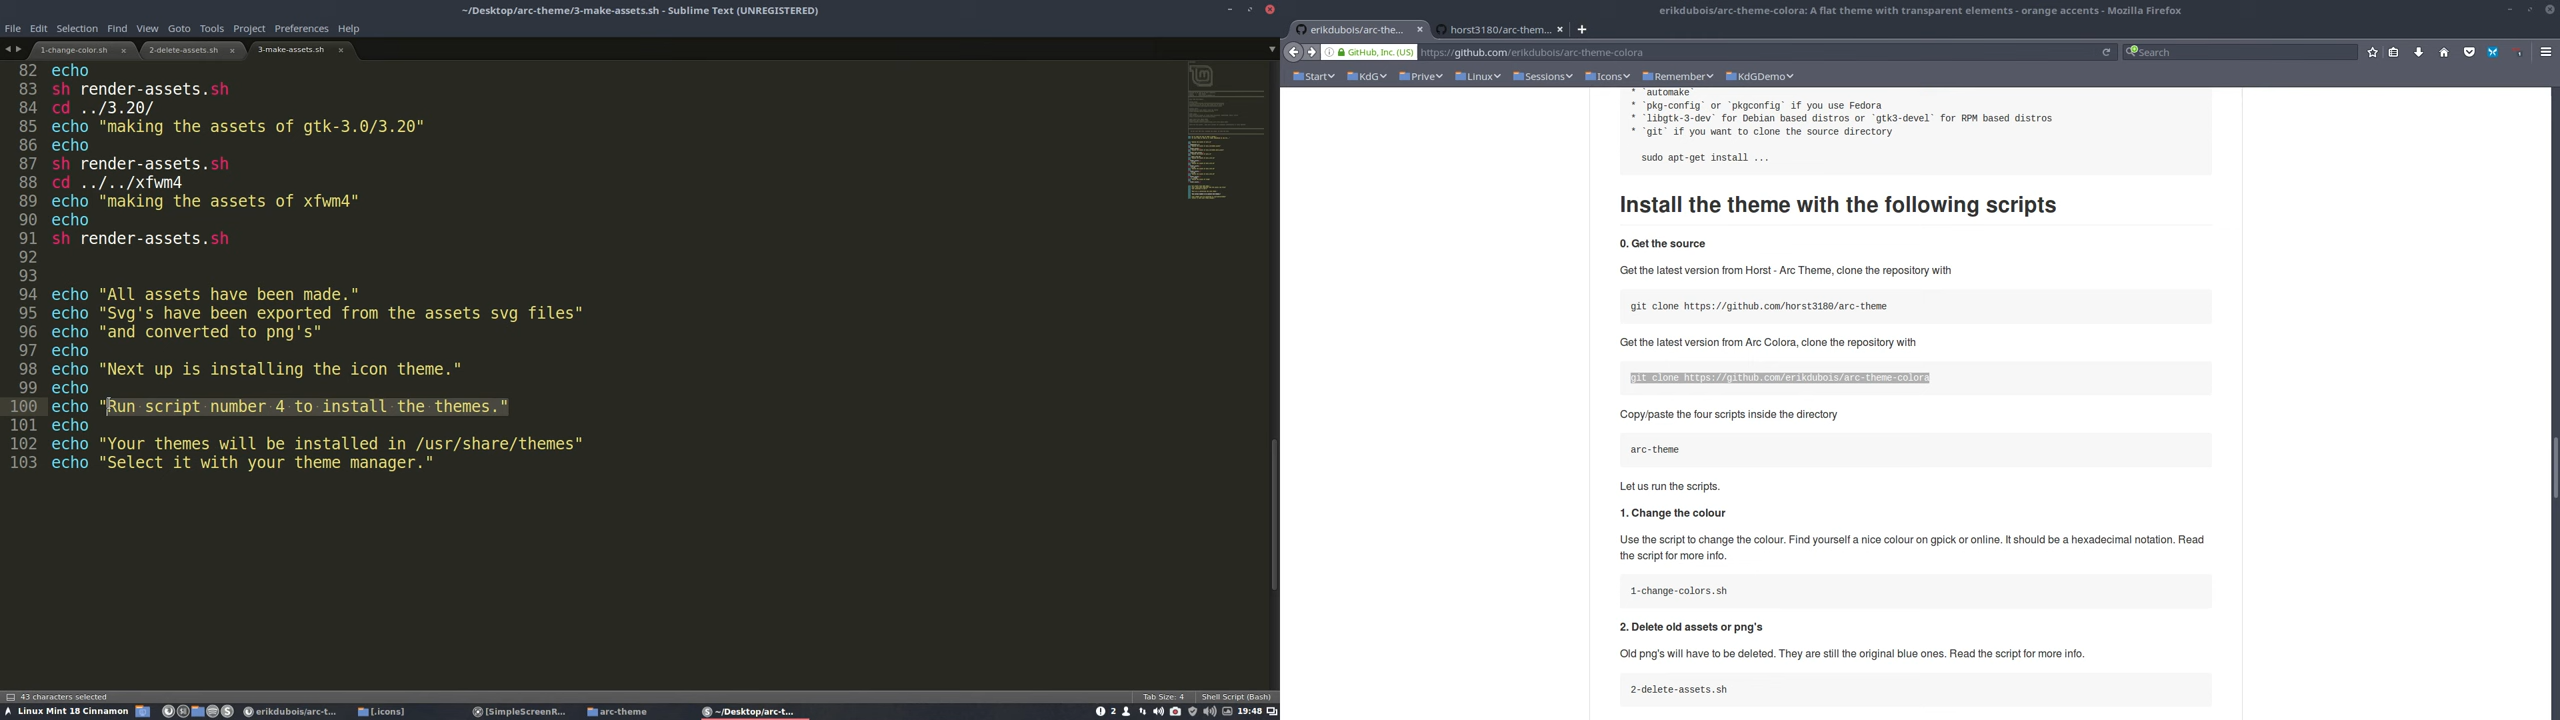 ~/Desktop/arc-theme/3-make-assets.sh - Sublime Text (UNREGISTERED)
File Edit Selection Find View Goto Tools Project Preferences Help
1-change-color.sh × 2-delete-assets.sh × 3-make-assets.sh ×
82 echo
83 sh render-assets.sh
84 cd ../3.20/
85 echo "making the assets of gtk-3.0/3.20"
86 echo
87 sh render-assets.sh
88 cd ../../xfwm4
89 echo "making the assets of xfwm4"
90 echo
91 sh render-assets.sh
92
93
94 echo "All assets have been made."
95 echo "Svg's have been exported from the assets svg files"
96 echo "and converted to png's"
97 echo
98 echo "Next up is installing the icon theme."
99 echo
100 echo "Run script number 4 to install the themes."
101 echo
102 echo "Your themes will be installed in /usr/share/themes"
103 echo "Select it with your theme manager."
43 characters selected
Tab Size: 4 Shell Script (Bash)
Linux Mint 18 Cinnamon erikdubois/arc-t... [.icons] [SimpleScreenR... arc-theme ~/Desktop/arc-t... 2 19:48
erikdubois/arc-theme-colora: A flat theme with transparent elements - orange accents - Mozilla Firefox
erikdubois/arc-the... × horst3180/arc-them... × +
GitHub, Inc. (US) https://github.com/erikdubois/arc-theme-colora Search
Start KdG Prive Linux Sessions Icons Remember KdGDemo
* `automake`
* `pkg-config` or `pkgconfig` if you use Fedora
* `libgtk-3-dev` for Debian based distros or `gtk3-devel` for RPM based distros
* `git` if you want to clone the source directory
sudo apt-get install ...
Install the theme with the following scripts
0. Get the source
Get the latest version from Horst - Arc Theme, clone the repository with
git clone https://github.com/horst3180/arc-theme
Get the latest version from Arc Colora, clone the repository with
git clone https://github.com/erikdubois/arc-theme-colora
Copy/paste the four scripts inside the directory
arc-theme
Let us run the scripts.
1. Change the colour
Use the script to change the colour. Find yourself a nice colour on gpick or online. It should be a hexadecimal notation. Read
the script for more info.
1-change-colors.sh
2. Delete old assets or png's
Old png's will have to be deleted. They are still the original blue ones. Read the script for more info.
2-delete-assets.sh